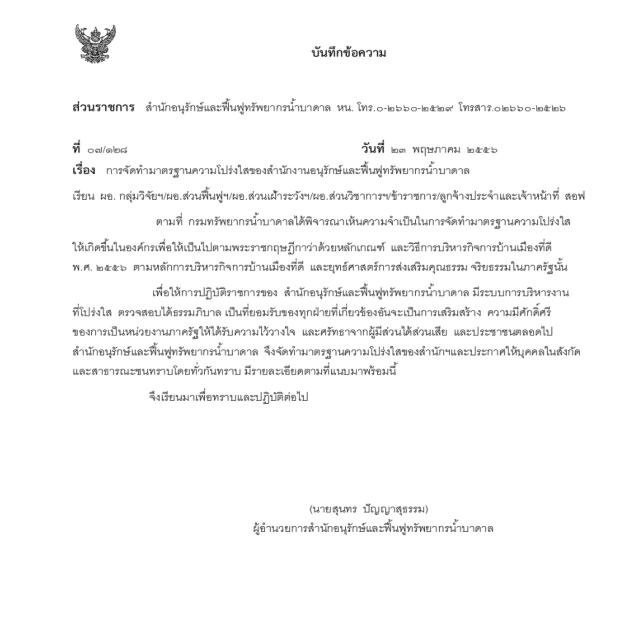 บันทึกข้อความ
ส่วนราชการ สำนักอนุรักษ์และฟื้นฟูทรัพยากรน้ำบาดาล หน. โทร.๐-๒๖๖๐-๒๕๒๙ โทรสาร.๐๒๖๖๐-๒๕๒๖
ที่ ๐๗/๑๒๘ วันที่ ๒๓ พฤษภาคม ๒๕๕๖
เรื่อง การจัดทำมาตรฐานความโปร่งใสของสำนักงานอนุรักษ์และฟื้นฟูทรัพยากรน้ำบาดาล
เรียน ผอ. กลุ่มวิจัยฯ/ผอ.ส่วนฟื้นฟูฯ/ผอ.ส่วนเฝ้าระวังฯ/ผอ.ส่วนวิชาการฯ/ข้าราชการ/ลูกจ้างประจำและเจ้าหน้าที่ สอฟ
ตามที่ กรมทรัพยากรน้ำบาดาลได้พิจารณาเห็นความจำเป็นในการจัดทำมาตรฐานความโปร่งใส
ให้เกิดขึ้นในองค์กรเพื่อให้เป็นไปตามพระราชกฤษฎีกาว่าด้วยหลักเกณฑ์ และวิธีการบริหารกิจการบ้านเมืองที่ดี
พ.ศ. ๒๕๕๖ ตามหลักการบริหารกิจการบ้านเมืองที่ดี และยุทธ์ศาสตร์การส่งเสริมคุณธรรม จริยธรรมในภาครัฐนั้น
เพื่อให้การปฏิบัติราชการของ สำนักอนุรักษ์และฟื้นฟูทรัพยากรน้ำบาดาล มีระบบการบริหารงาน
ที่โปร่งใส ตรวจสอบได้ธรรมภิบาล เป็นที่ยอมรับของทุกฝ่ายที่เกี่ยวข้องอันจะเป็นการเสริมสร้าง ความมีศักดิ์ศรี
ของการเป็นหน่วยงานภาครัฐให้ได้รับความไว้วางใจ และศรัทธาจากผู้มีส่วนได้ส่วนเสีย และประชาชนตลอดไป
สำนักอนุรักษ์และฟื้นฟูทรัพยากรน้ำบาดาล จึงจัดทำมาตรฐานความโปร่งใสของสำนักฯและประกาศให้บุคคลในสังกัด
และสาธารณะชนทราบโดยทั่วกันทราบ มีรายละเอียดตามที่แนบมาพร้อมนี้
จึงเรียนมาเพื่อทราบและปฏิบัติต่อไป
(นายสุนทร ปัญญาสุธรรม)
ผู้อำนวยการสำนักอนุรักษ์และฟื้นฟูทรัพยากรน้ำบาดาล